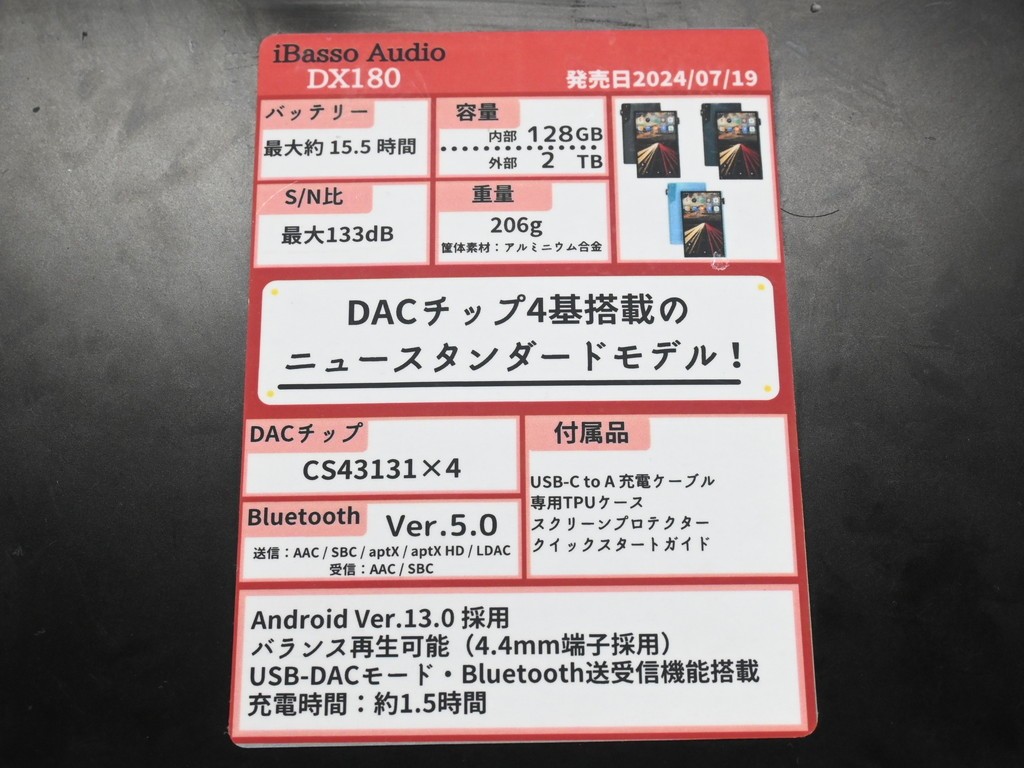 iBasso Audio
DX180
発売日2024/07/19
バッテリー
最大約 15.5 時間
容量
内部 128GB
外部 2 TB
S/N比
最大133dB
重量
206g
筐体素材：アルミニウム合金
DACチップ4基搭載の
ニュースタンダードモデル！
DACチップ
CS43131×4
付属品
USB-C to A 充電ケーブル
専用TPUケース
スクリーンプロテクター
クイックスタートガイド
Bluetooth
Ver.5.0
送信：AAC / SBC / aptX / aptX HD / LDAC
受信：AAC / SBC
Android Ver.13.0 採用
バランス再生可能（4.4mm端子採用）
USB-DACモード・Bluetooth送受信機能搭載
充電時間：約1.5時間